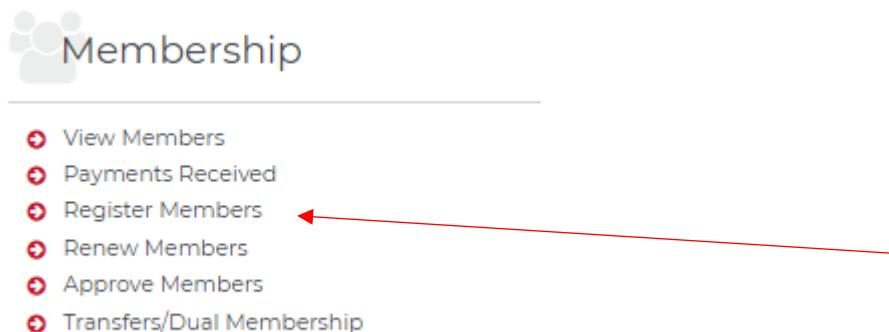 Membership
View Members
Payments Received
Register Members
Renew Members
Approve Members
Transfers/Dual Membership